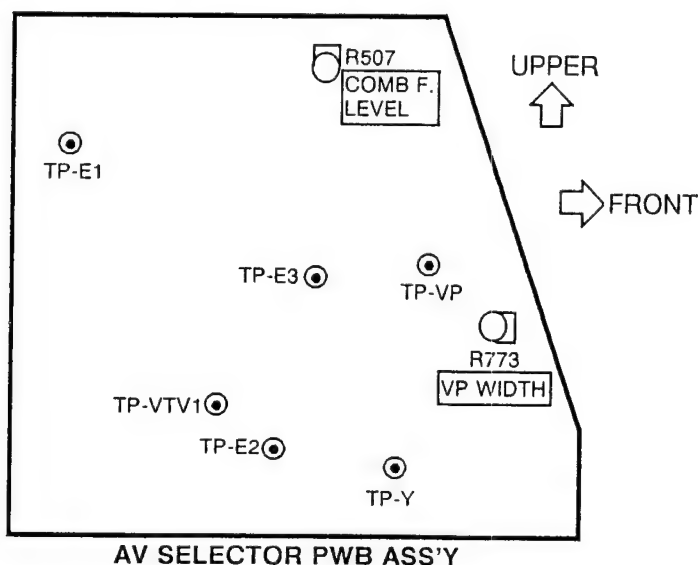 R507
COMB F.
LEVEL
UPPER
TP-E1
FRONT
TP-E3
TP-VP
R773
VP WIDTH
TP-VTV1
TP-E2
TP-Y
AV SELECTOR PWB ASS'Y